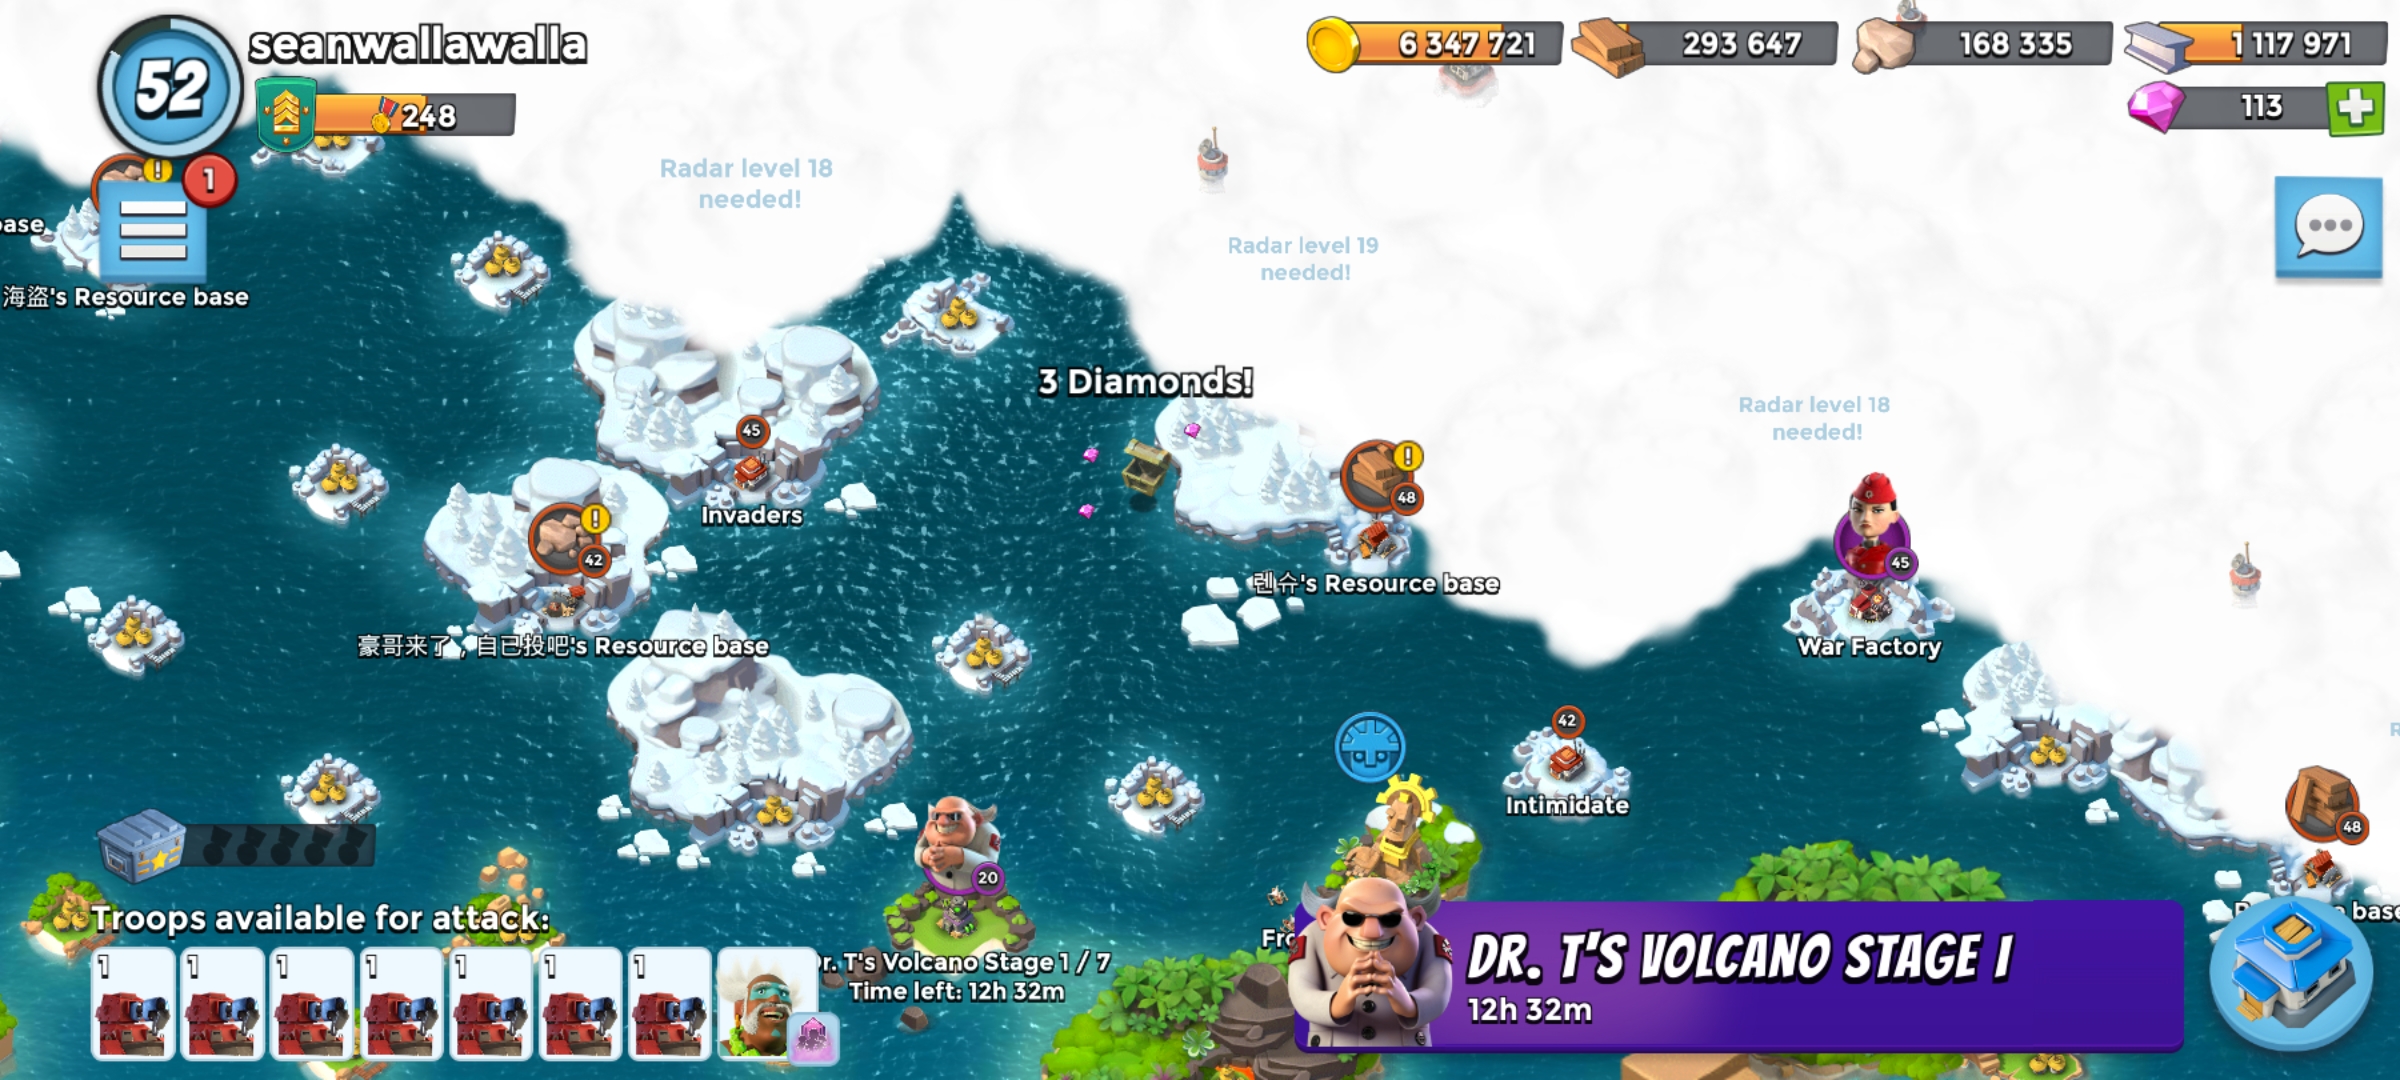 52
seanwallawalla
248
6 347 721
293 647
168 335
1 117 971
113
1
Radar level 18
needed!
Radar level 19
needed!
Radar level 18
needed!
base
海盗's Resource base
3 Diamonds!
45
Invaders
42
豪哥来了，自已投吧's Resource base
48
렌슈's Resource base
45
War Factory
42
Intimidate
48
base
20
Dr. T's Volcano Stage 1 / 7
Time left: 12h 32m
Troops available for attack:
1
1
1
1
1
1
1
DR. T'S VOLCANO STAGE I
12h 32m